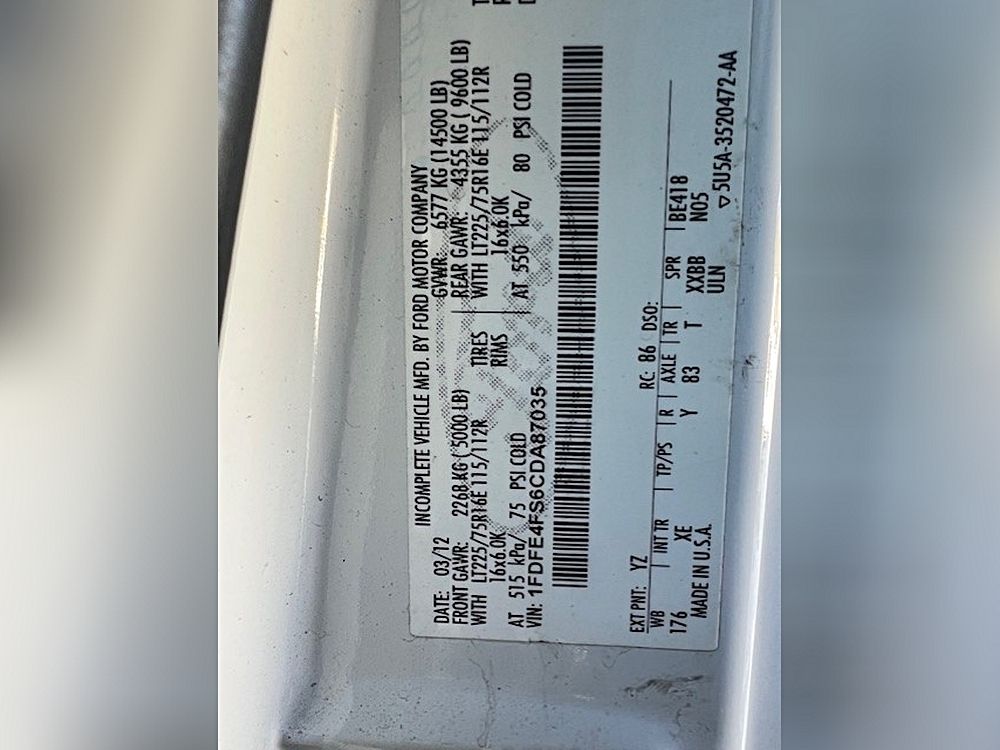 INCOMPLETE VEHICLE MFD. BY FORD MOTOR COMPANY
DATE: 03/12 GVWR: 6577 KG (14500 LB)
FRONT GAWR: 2268 KG ( 5000 LB) REAR GAWR: 4355 KG ( 9600 LB)
WITH LT225/75R16E 115/112R TIRES WITH LT225/75R16E 115/112R
16x6.0K RIMS 16x6.0K
AT 515 kPa/ 75 PSI COLD AT 550 kPa/ 80 PSI COLD
VIN: 1FDFE4FS6CDA87035
EXT PNT: YZ RC: 86 DSO:
WB INT TR TP/PS R AXLE TR SPR
176 XE Y 83 T XXBB BE418
MADE IN U.S.A. ULN N05
▽5U5A-3520472-AA